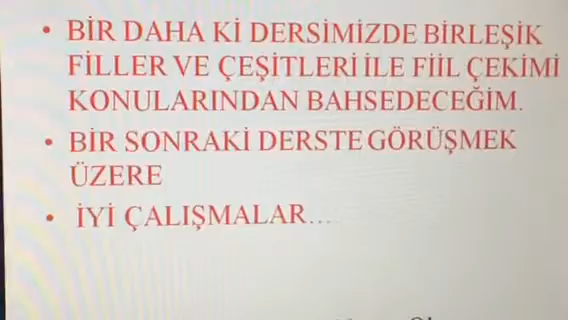 • BİR DAHA Kİ DERSİMİZDE BİRLEŞİK
FİLLER VE ÇEŞİTLERİ İLE FİİL ÇEKİMİ
KONULARINDAN BAHSEDECEĞİM.
• BİR SONRAKİ DERSTE GÖRÜŞMEK
ÜZERE
• İYİ ÇALIŞMALAR…